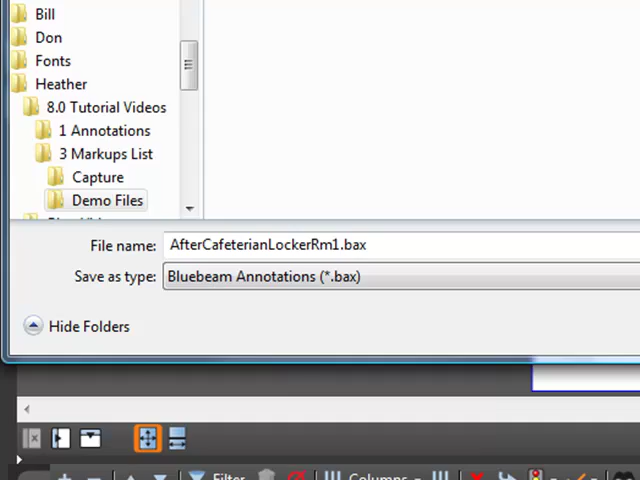 Bill
Don
Fonts
Heather
8.0 Tutorial Videos
1 Annotations
3 Markups List
Capture
Demo Files
File name: AfterCafeterianLockerRm1.bax
Save as type: Bluebeam Annotations (*.bax)
Hide Folders
Filter
Columns